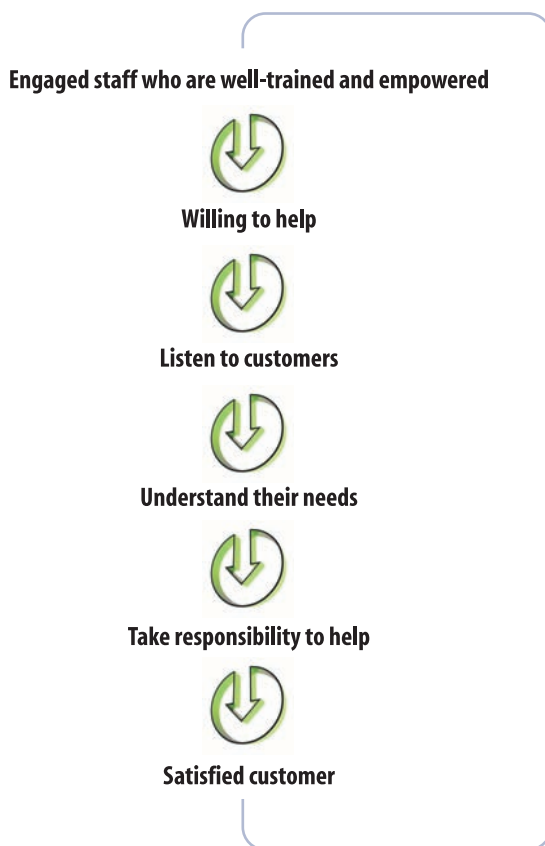 Engaged staff who are well-trained and empowered
Willing to help
Listen to customers
Understand their needs
Take responsibility to help
Satisfied customer